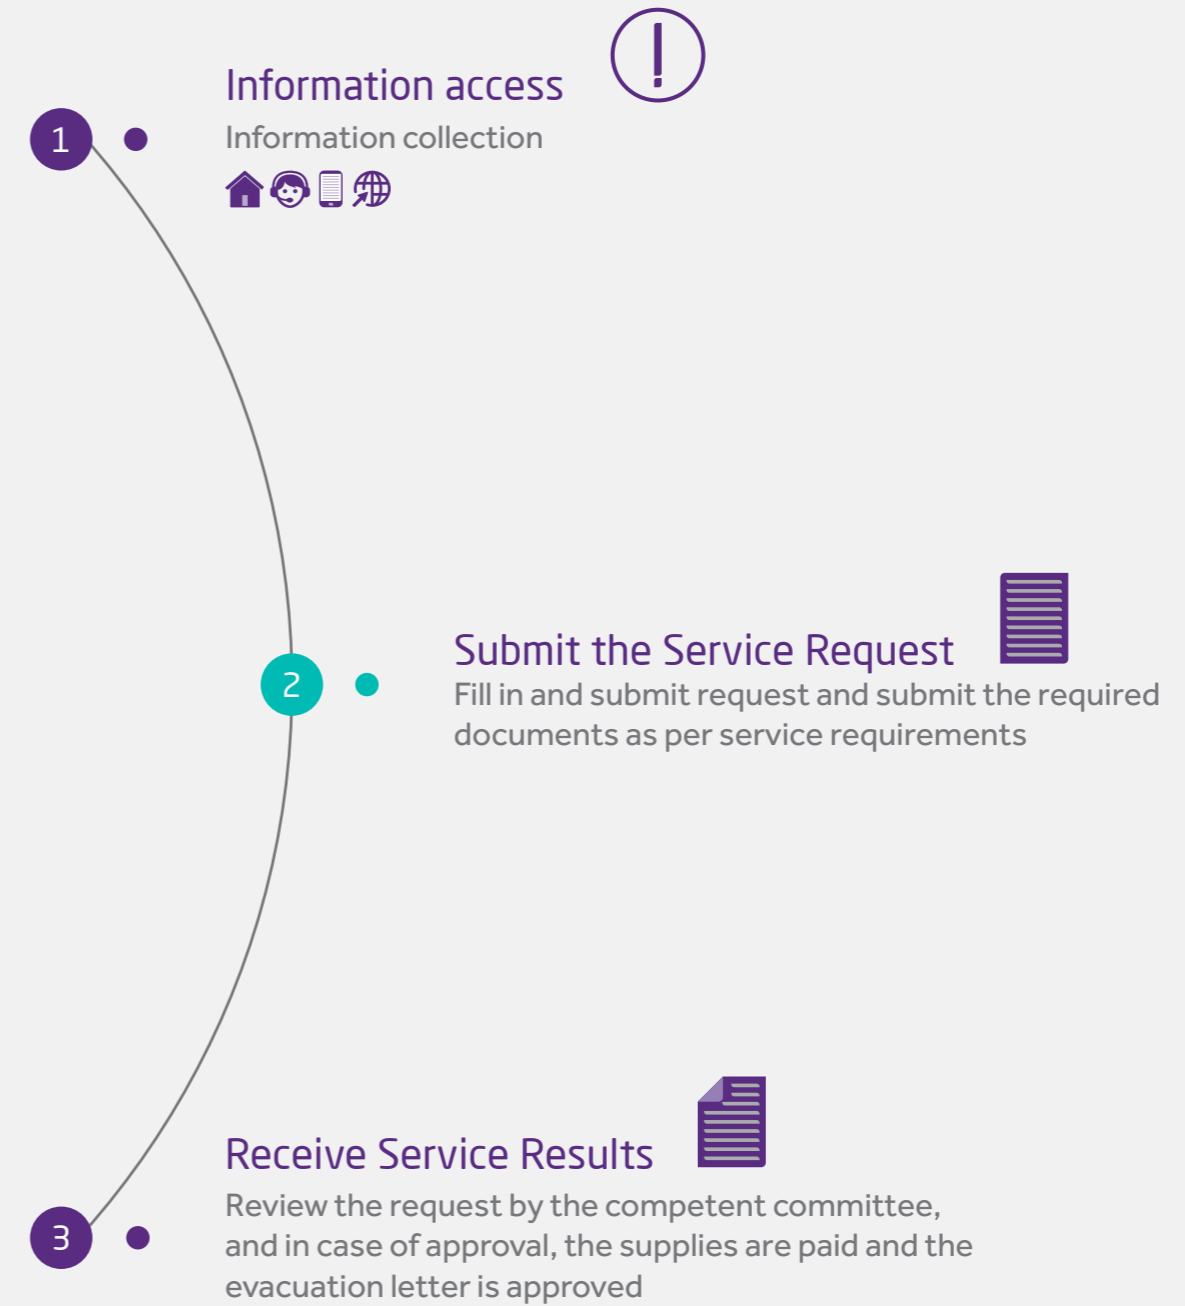 Information access
1
Information collection
Submit the Service Request
2
Fill in and submit request and submit the required
documents as per service requirements
Receive Service Results
3
Review the request by the competent committee,
and in case of approval, the supplies are paid and the
evacuation letter is approved